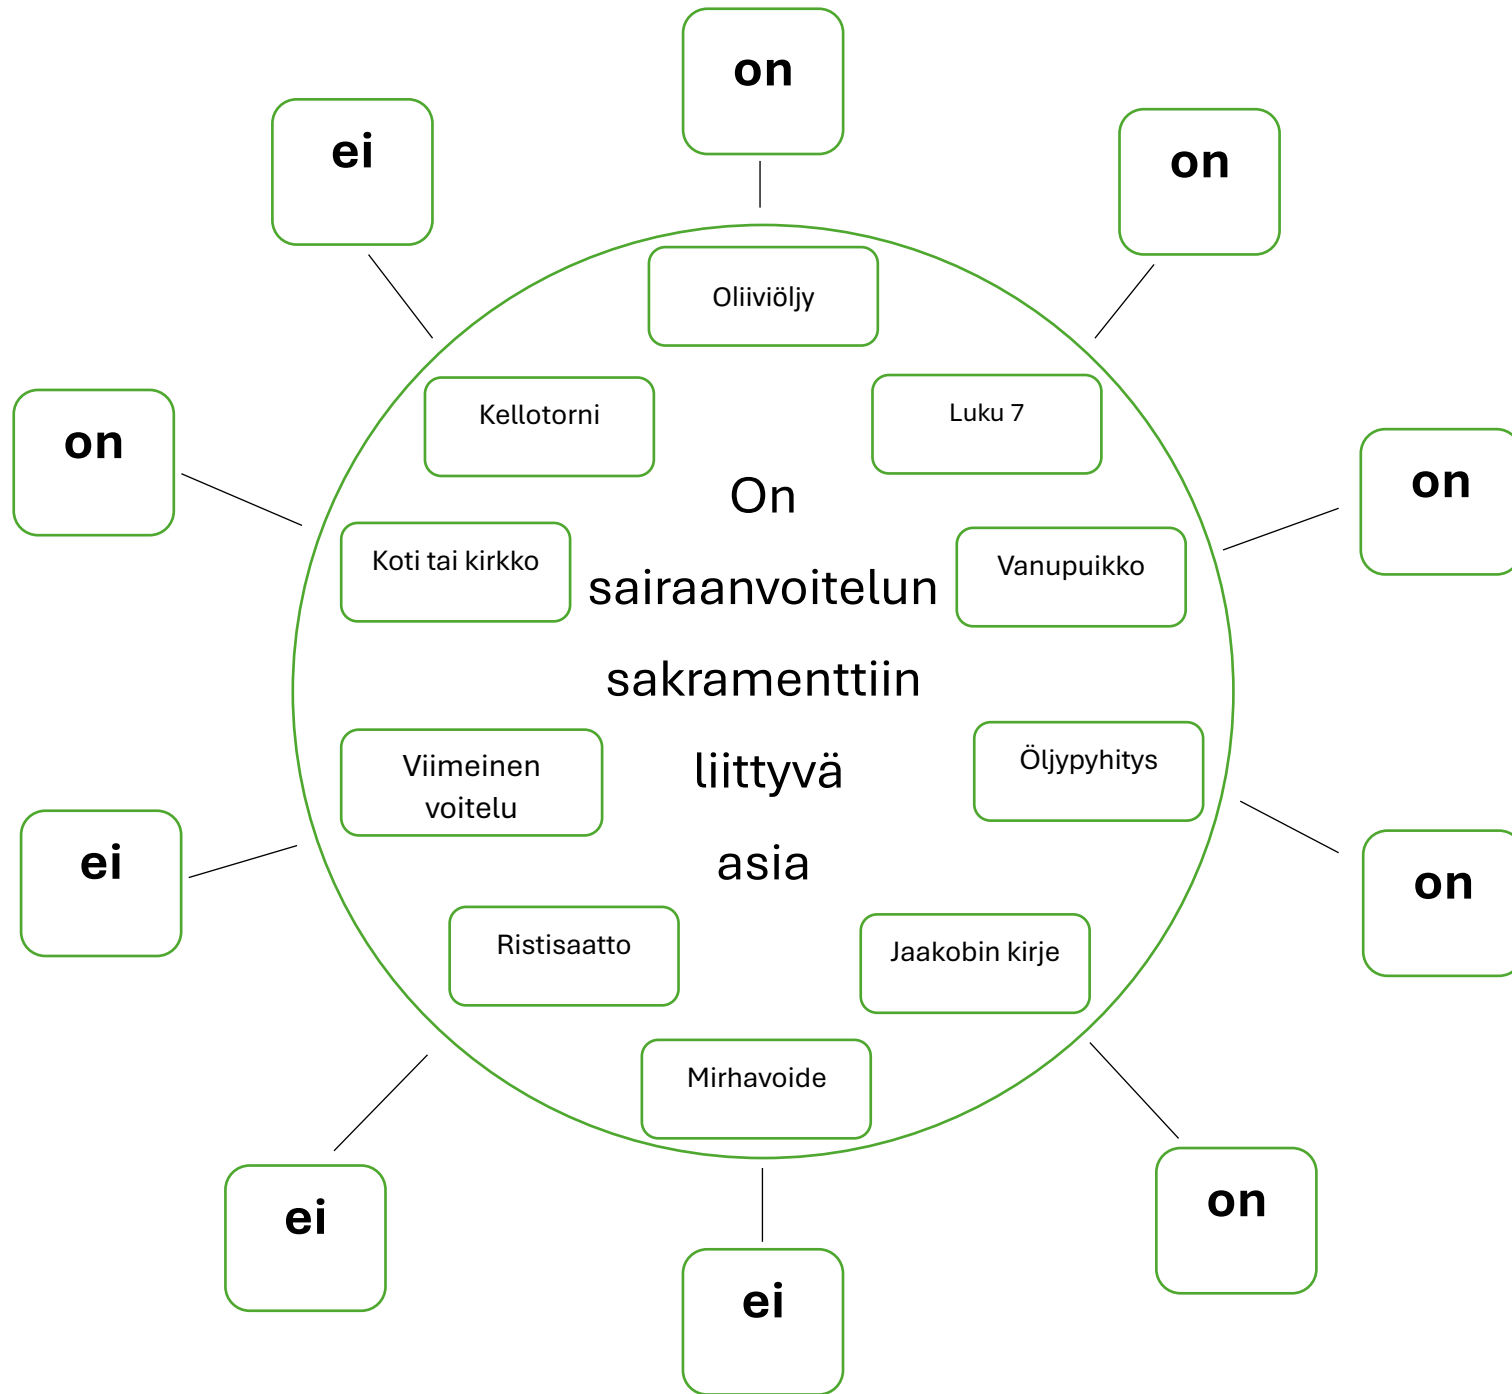 on
ei
on
Oliiviöljy
Kellotorni
Luku 7
on
on
On
sairaanvoitelun
sakramenttiin
liittyvä
asia
Koti tai kirkko
Vanupuikko
Viimeinen
voitelu
Öljypyhitys
ei
on
Ristisaatto
Jaakobin kirje
Mirhavoide
ei
on
ei